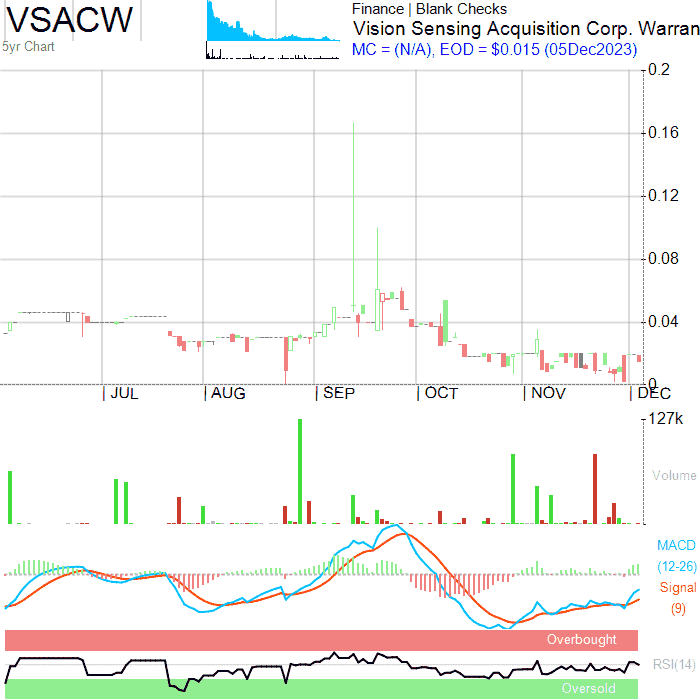 VSACW
5yr Chart
Finance | Blank Checks
Vision Sensing Acquisition Corp. Warran
MC = (N/A), EOD = $0.015 (05Dec2023)
0.2
0.16
0.12
0.08
0.04
0
JUL AUG SEP OCT NOV DEC
127k
Volume
MACD
(12-26)
Signal
(9)
Overbought
RSI(14)
Oversold